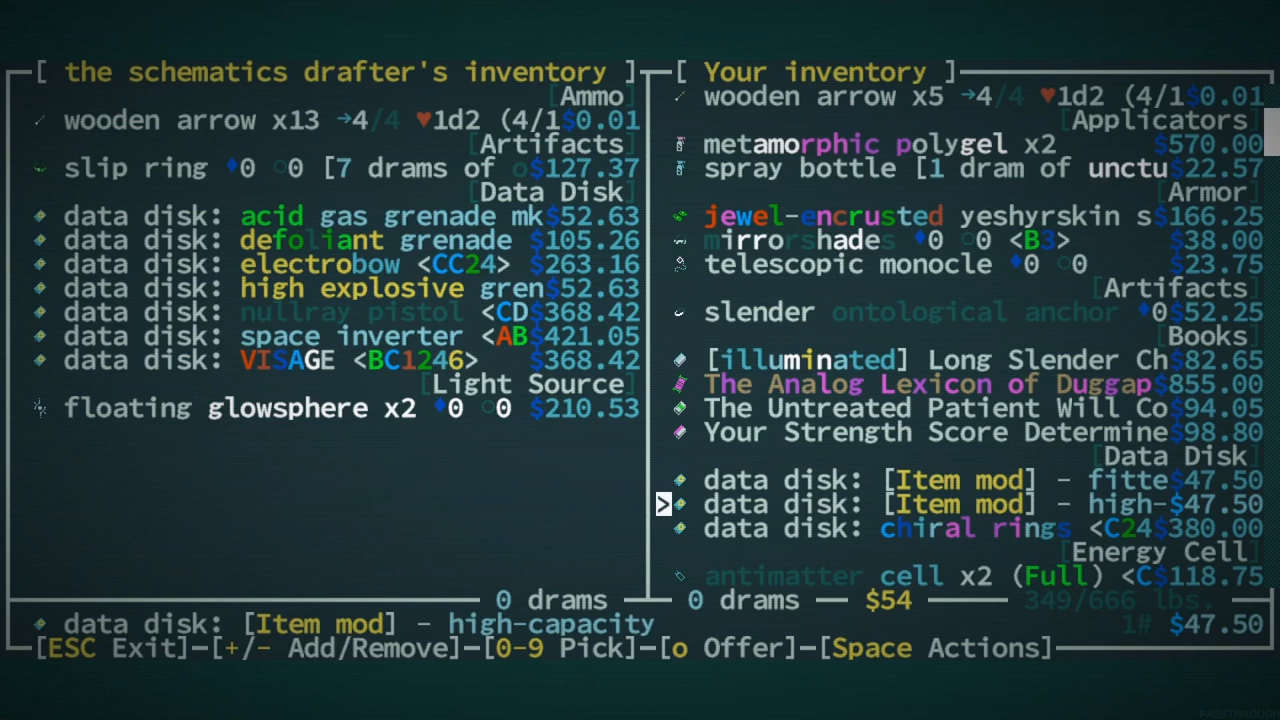 [ the schematics drafter's inventory ]
[Ammo]
wooden arrow x13 →4/4 ♥1d2 (4/1$0.01
[Artifacts]
slip ring ♦0 ○0 [7 drams of o$127.37
[Data Disk]
data disk: acid gas grenade mk$52.63
data disk: defoliant grenade $105.26
data disk: electrobow <CC24> $263.16
data disk: high explosive gren$52.63
data disk: nullray pistol <CD$368.42
data disk: space inverter <AB$421.05
data disk: VISAGE <BC1246> $368.42
[Light Source]
floating glowsphere x2 ♦0 ○0 $210.53
[ Your inventory ]
wooden arrow x5 →4/4 ♥1d2 (4/1$0.01
[Applicators]
metamorphic polygel x2 $570.00
spray bottle [1 dram of unctu$22.57
[Armor]
jewel-encrusted yeshyrskin s$166.25
mirrorshades ♦0 ○0 <B3> $38.00
telescopic monocle ♦0 ○0 $23.75
[Artifacts]
slender ontological anchor ♦0$52.25
[Books]
[illuminated] Long Slender Ch$82.65
The Analog Lexicon of Duggap$855.00
The Untreated Patient Will Co$94.05
Your Strength Score Determine$98.80
[Data Disk]
data disk: [Item mod] - fitte$47.50
> data disk: [Item mod] - high-$47.50
data disk: chiral rings <C24$380.00
[Energy Cell]
antimatter cell x2 (Full) <C$118.75
0 drams
0 drams — $54 349/666 lbs.
data disk: [Item mod] - high-capacity 1# $47.50
[ESC Exit]—[+/- Add/Remove]—[0-9 Pick]—[o Offer]—[Space Actions]